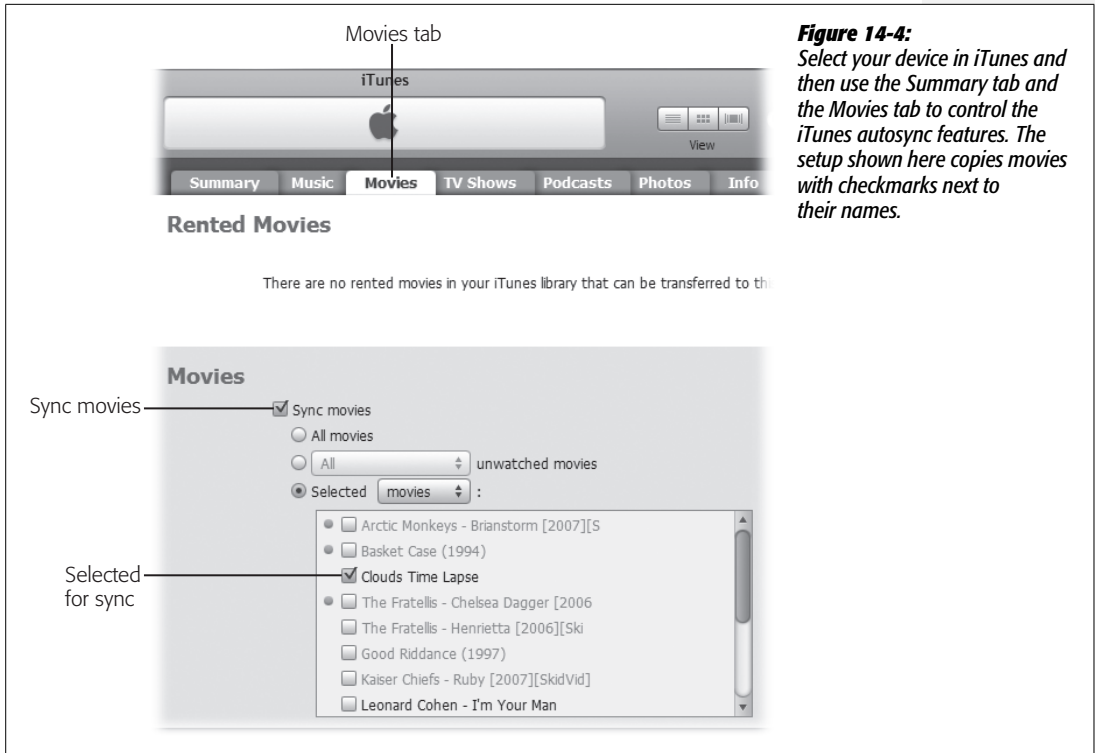 Movies tab
Figure 14-4:
Select your device in iTunes and
then use the Summary tab and
the Movies tab to control the
iTunes autosync features. The
setup shown here copies movies
with checkmarks next to
their names.
iTunes
View
Summary Music Movies TV Shows Podcasts Photos Info
Rented Movies
There are no rented movies in your iTunes library that can be transferred to th
Movies
Sync movies
Sync movies
All movies
All unwatched movies
Selected movies :
Arctic Monkeys - Brianstorm [2007][S
Basket Case (1994)
Selected
for sync
Clouds Time Lapse
The Fratellis - Chelsea Dagger [2006
The Fratellis - Henrietta [2006][Ski
Good Riddance (1997)
Kaiser Chiefs - Ruby [2007][SkidVid]
Leonard Cohen - I'm Your Man